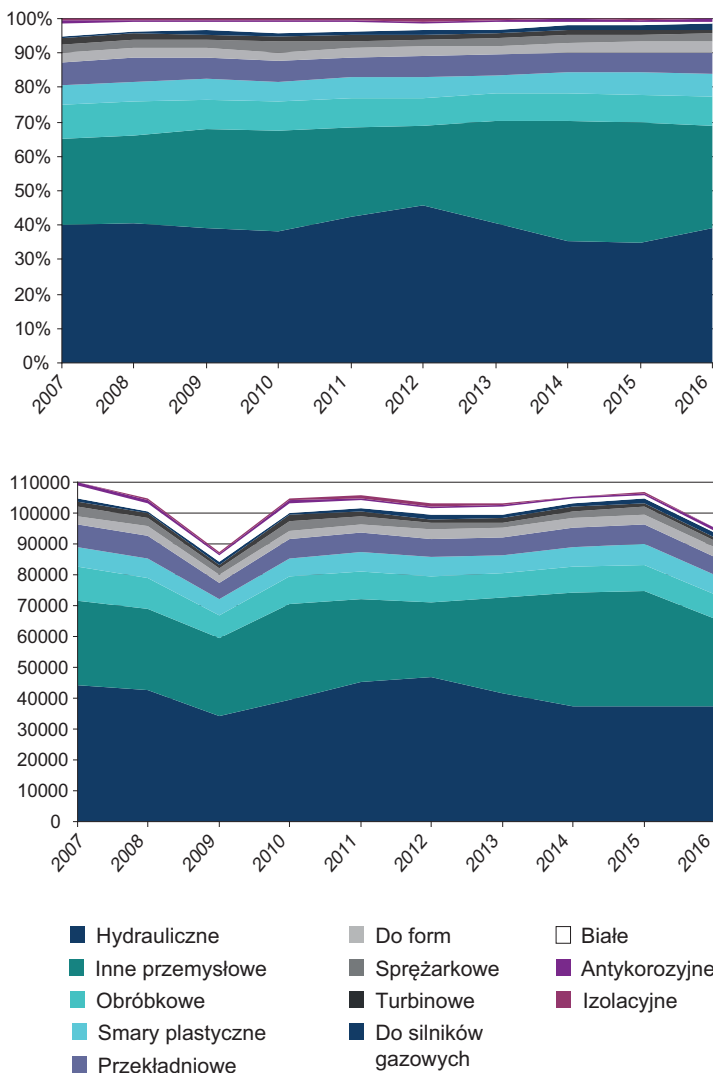 100%
90%
80%
70%
60%
50%
40%
30%
20%
10%
0%
2007 2008 2009 2010 2011 2012 2013 2014 2015 2016
110000
100000
90000
80000
70000
60000
50000
40000
30000
20000
10000
0
2007 2008 2009 2010 2011 2012 2013 2014 2015 2016
Hydrauliczne
Inne przemysłowe
Obróbkowe
Smary plastyczne
Przekładniowe
Do form
Sprężarkowe
Turbinowe
Do silników
gazowych
Białe
Antykorozyjne
Izolacyjne